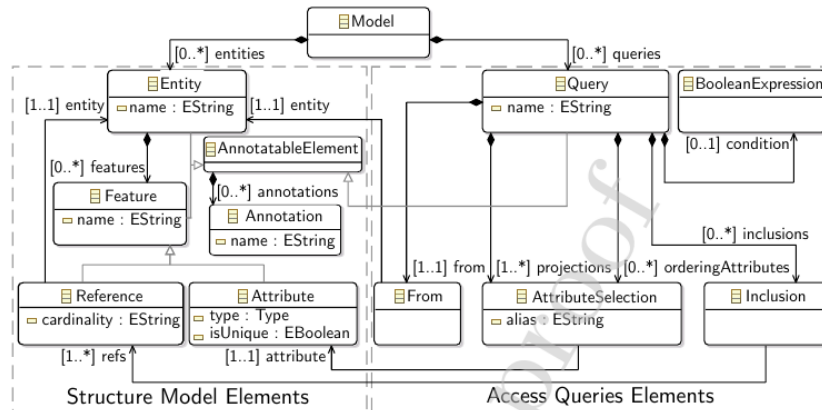 Model
[0..*] entities
[0..*] queries
Entity
name : EString
Query
name : EString
BooleanExpression
[1..1] entity
[1..1] entity
[0..1] condition
AnnotatableElement
[0..*] features
[0..*] annotations
Feature
name : EString
Annotation
name : EString
[0..*] inclusions
[1..1] from
[1..*] projections
[0..*] orderingAttributes
Reference
cardinality : EString
Attribute
type : Type
isUnique : EBoolean
From
AttributeSelection
alias : EString
Inclusion
[1..*] refs
[1..1] attribute
Structure Model Elements
Access Queries Elements
proof